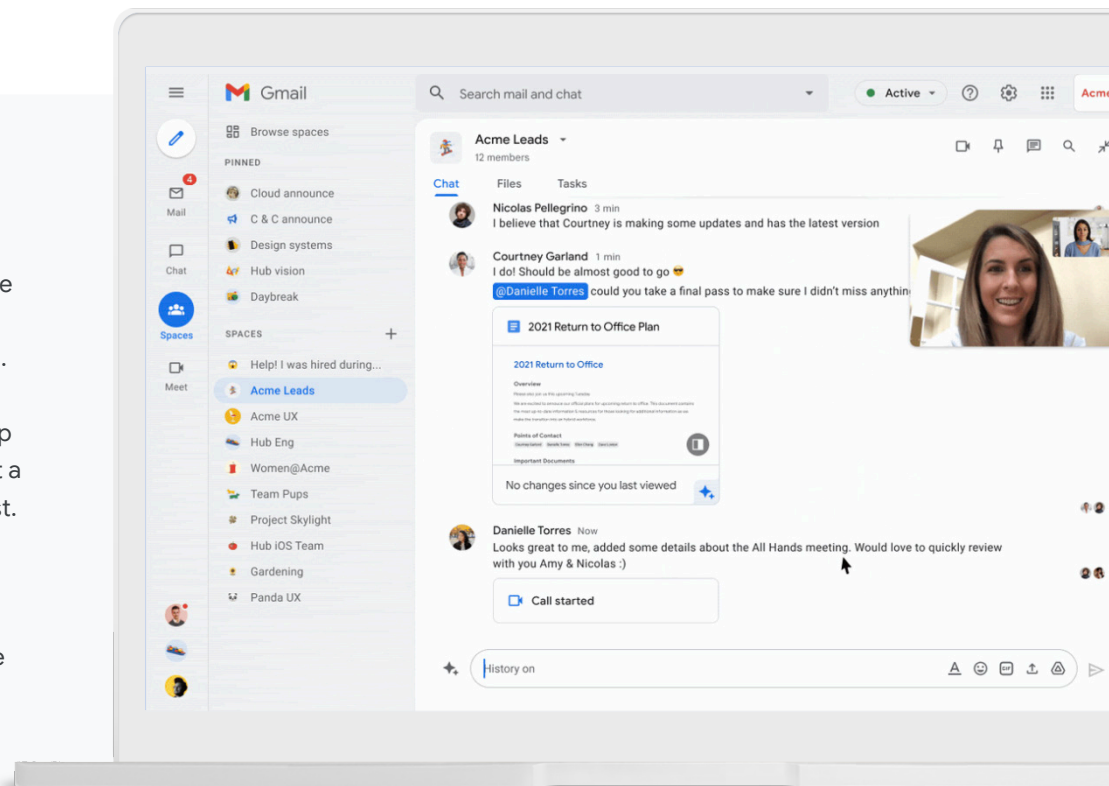 Gmail
Search mail and chat
Active
Acme
Browse spaces
PINNED
Cloud announce
C & C announce
Design systems
Hub vision
Daybreak
SPACES
Help! I was hired during...
Acme Leads
Acme UX
Hub Eng
Women@Acme
Team Pups
Project Skylight
Hub iOS Team
Gardening
Panda UX
4
Mail
Chat
Spaces
Meet
Acme Leads
12 members
Chat Files Tasks
Nicolas Pellegrino 3 min
I believe that Courtney is making some updates and has the latest version
Courtney Garland 1 min
I do! Should be almost good to go 😎
@Danielle Torres could you take a final pass to make sure I didn't miss anythin
2021 Return to Office Plan
2021 Return to Office
Overview
Points of Contact
Important Documents
No changes since you last viewed
Danielle Torres Now
Looks great to me, added some details about the All Hands meeting. Would love to quickly review
with you Amy & Nicolas :)
Call started
History on
GIF
e
.
p
t a
st.
e